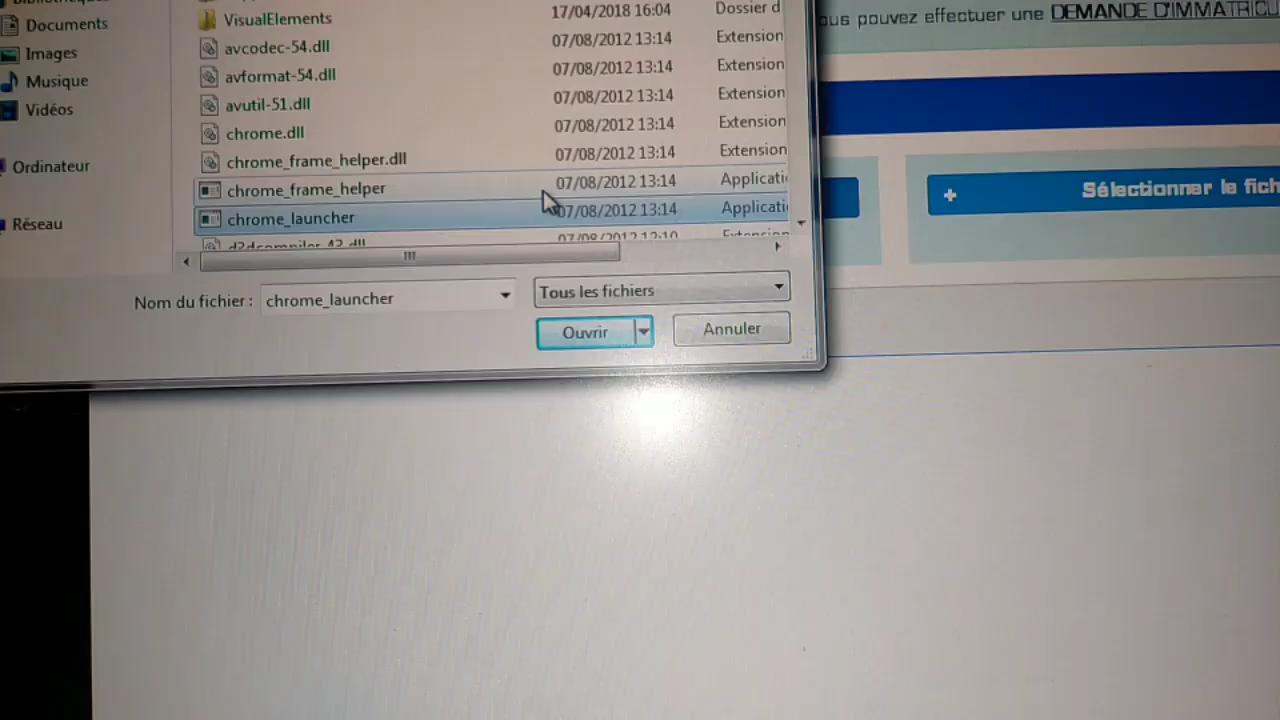 Documents
Images
Musique
Vidéos
Ordinateur
Réseau
VisualElements 17/04/2018 16:04 Dossier d
avcodec-54.dll 07/08/2012 13:14 Extension
avformat-54.dll 07/08/2012 13:14 Extension
avutil-51.dll 07/08/2012 13:14 Extension
chrome.dll 07/08/2012 13:14 Extension
chrome_frame_helper.dll 07/08/2012 13:14 Extension
chrome_frame_helper 07/08/2012 13:14 Applicati
chrome_launcher 07/08/2012 13:14 Applicati
Nom du fichier : chrome_launcher
Tous les fichiers
Ouvrir
Annuler
ous pouvez effectuer une DEMANDE D'IMMATRICU
+ Sélectionner le fich